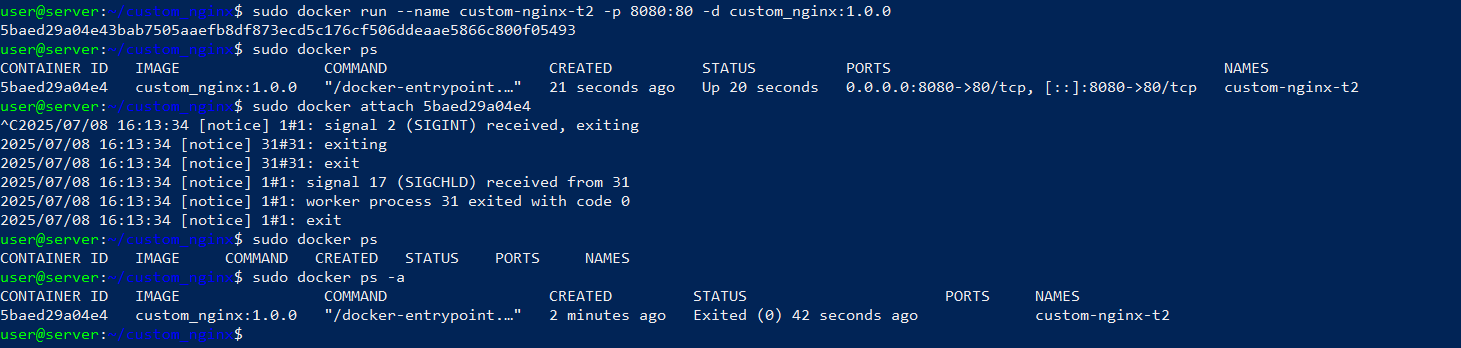 user@server:~/custom_nginx$ sudo docker run --name custom-nginx-t2 -p 8080:80 -d custom_nginx:1.0.0
5baed29a04e43bab7505aaefb8df873ecd5c176cf506ddeaae5866c800f05493
user@server:~/custom_nginx$ sudo docker ps
CONTAINER ID   IMAGE                COMMAND                  CREATED          STATUS          PORTS                                     NAMES
5baed29a04e4   custom_nginx:1.0.0   "/docker-entrypoint.…"   21 seconds ago   Up 20 seconds   0.0.0.0:8080->80/tcp, [::]:8080->80/tcp   custom-nginx-t2
user@server:~/custom_nginx$ sudo docker attach 5baed29a04e4
^C2025/07/08 16:13:34 [notice] 1#1: signal 2 (SIGINT) received, exiting
2025/07/08 16:13:34 [notice] 31#31: exiting
2025/07/08 16:13:34 [notice] 31#31: exit
2025/07/08 16:13:34 [notice] 1#1: signal 17 (SIGCHLD) received from 31
2025/07/08 16:13:34 [notice] 1#1: worker process 31 exited with code 0
2025/07/08 16:13:34 [notice] 1#1: exit
user@server:~/custom_nginx$ sudo docker ps
CONTAINER ID   IMAGE     COMMAND   CREATED   STATUS    PORTS     NAMES
user@server:~/custom_nginx$ sudo docker ps -a
CONTAINER ID   IMAGE                COMMAND                  CREATED         STATUS                      PORTS     NAMES
5baed29a04e4   custom_nginx:1.0.0   "/docker-entrypoint.…"   2 minutes ago   Exited (0) 42 seconds ago             custom-nginx-t2
user@server:~/custom_nginx$